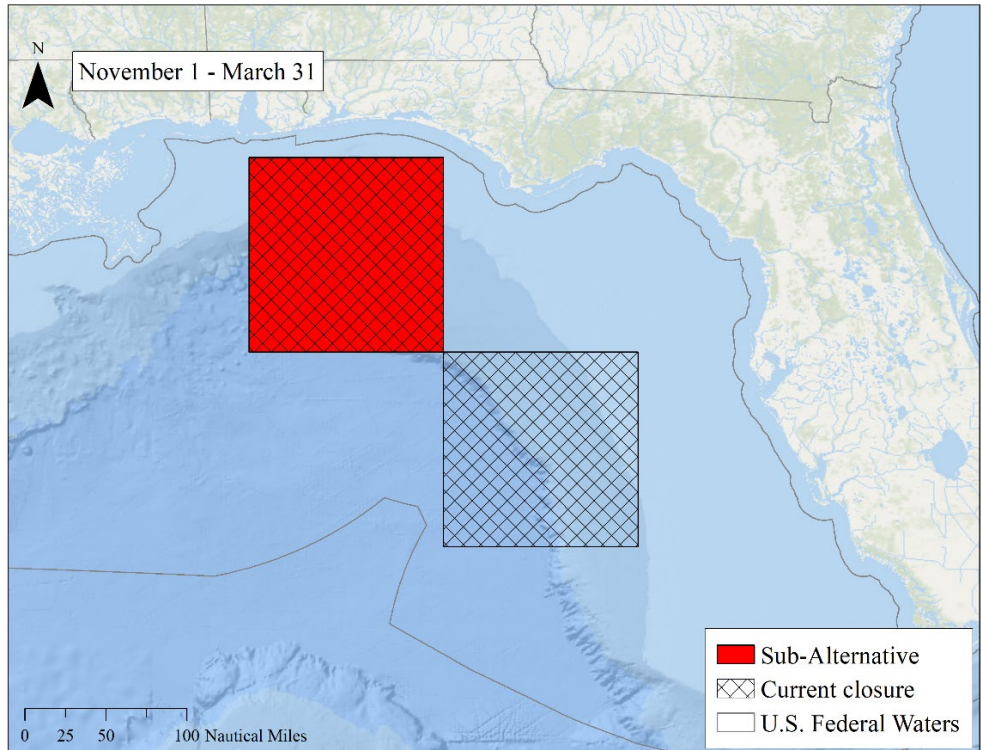 N
November 1 - March 31
Sub-Alternative
Current closure
U.S. Federal Waters
0 25 50 100 Nautical Miles